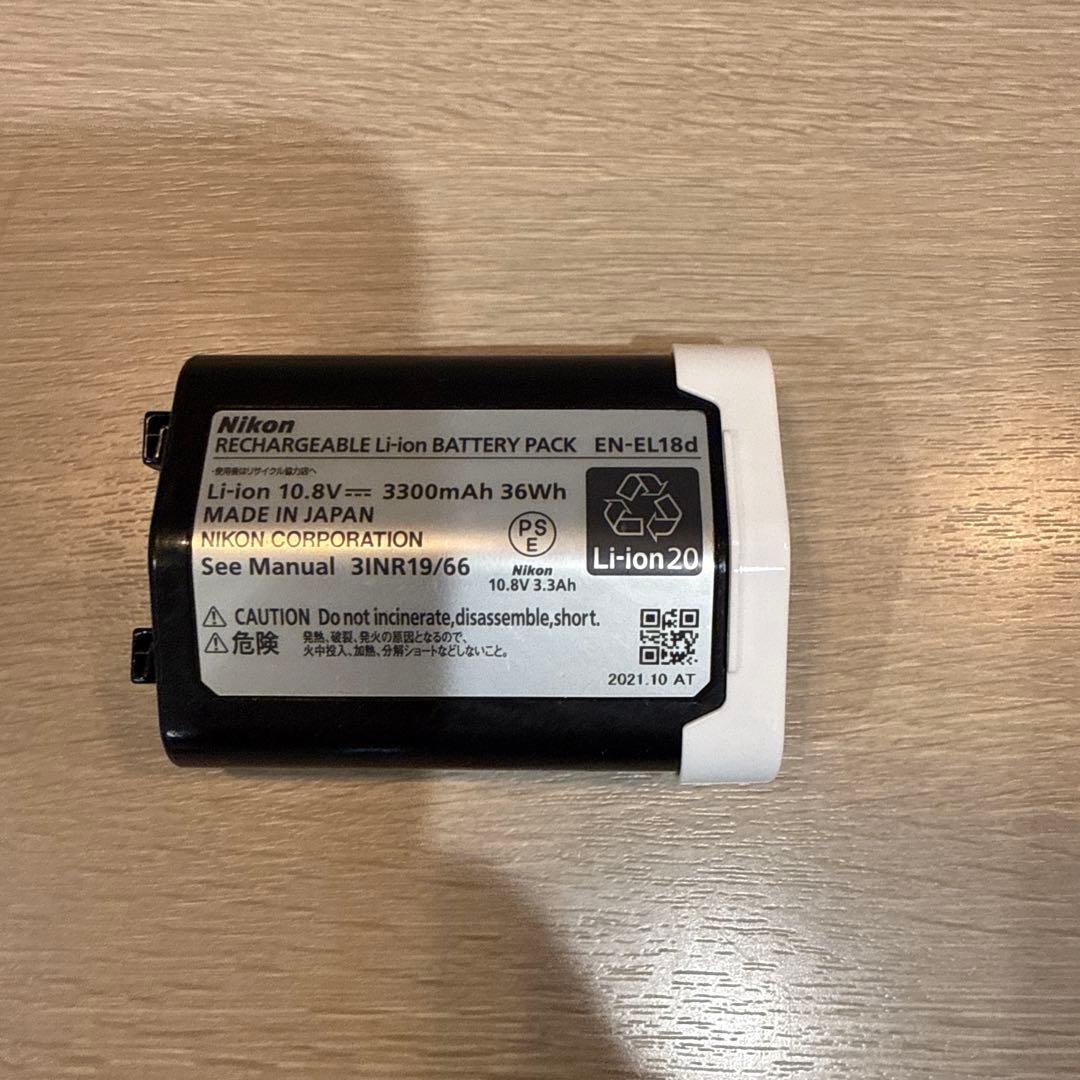 Nikon
RECHARGEABLE Li-ion BATTERY PACK EN-EL18d
・使用後はリサイクル協力店へ
Li-ion 10.8V⎓ 3300mAh 36Wh
MADE IN JAPAN
NIKON CORPORATION
See Manual 3INR19/66
PS
E
Nikon
10.8V 3.3Ah
Li-ion20
CAUTION Do not incinerate,disassemble,short.
危険 発熱、破裂、発火の原因となるので、
火中投入、加熱、分解ショートなどしないこと。
2021.10 AT